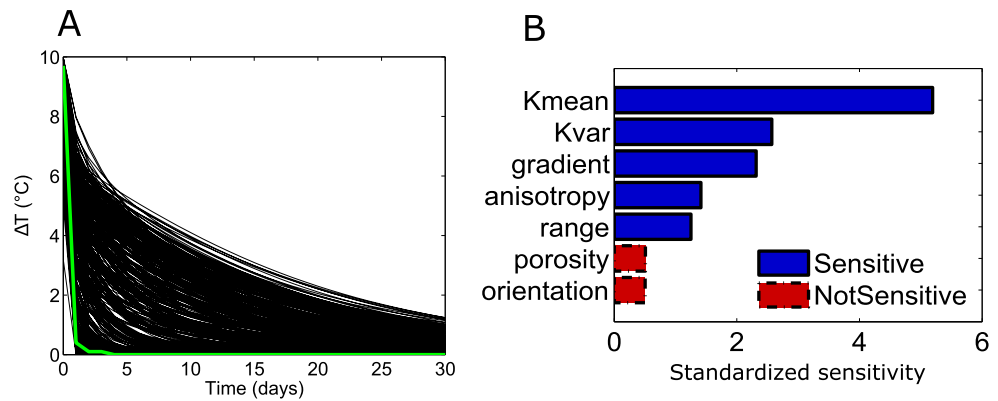 A
10
8
6
4
2
0
ΔT (°C)
0 5 10 15 20 25 30
Time (days)
B
Kmean
Kvar
gradient
anisotropy
range
porosity
orientation
Sensitive
NotSensitive
0 2 4 6
Standardized sensitivity